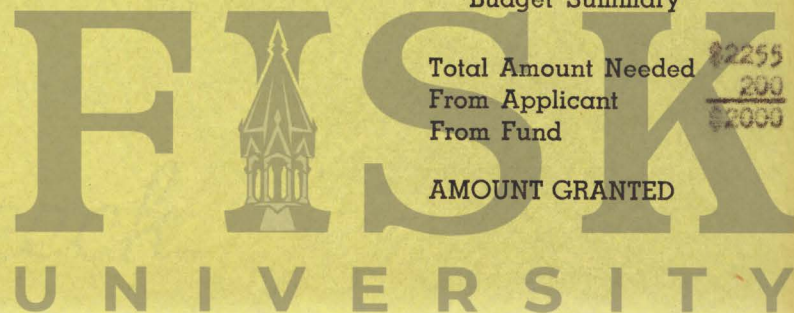 Budget Summary
Total Amount Needed $2255
From Applicant 200
From Fund $2000
AMOUNT GRANTED
FISK
UNIVERSITY